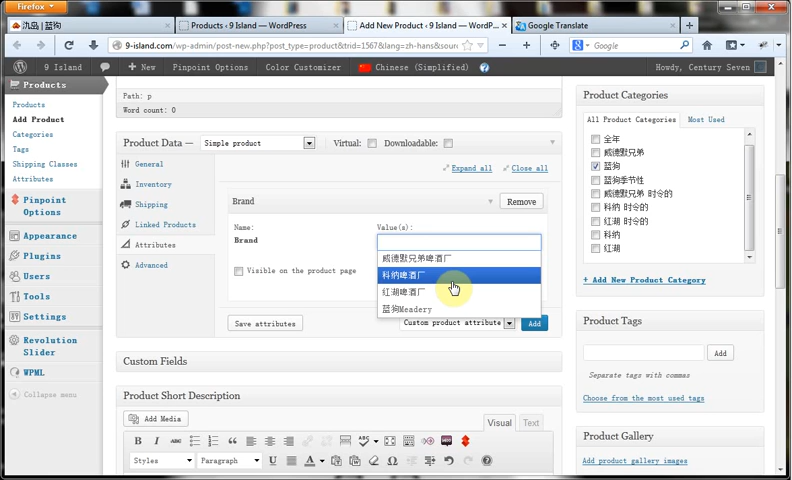 Firefox
氿岛 | 蓝狗
Products ‹ 9 Island — WordPress
Add New Product ‹ 9 Island — WordP...
Google Translate
9-island.com/wp-admin/post-new.php?post_type=product&trid=1567&lang=zh-hans&sourc
Google
9 Island
New
Pinpoint Options
Color Customizer
Chinese (Simplified)
Howdy, Century Seven
Products
Products
Add Product
Categories
Tags
Shipping Classes
Attributes
Pinpoint Options
Appearance
Plugins
Users
Tools
Settings
Revolution Slider
WPML
Collapse menu
Path: p
Word count: 0
Product Data —
Simple product
Virtual:
Downloadable:
General
Inventory
Shipping
Linked Products
Attributes
Advanced
Expand all
Close all
Brand
Remove
Name:
Value(s):
Brand
Visible on the product page
威德默兄弟啤酒厂
科纳啤酒厂
红湖啤酒厂
蓝狗Meadery
Save attributes
Custom product attribute
Add
Custom Fields
Product Short Description
Add Media
Visual
Text
Styles
Paragraph
Product Categories
All Product Categories
Most Used
全年
威德默兄弟
蓝狗
蓝狗季节性
威德默兄弟 时令的
科纳 时令的
红湖 时令的
科纳
红湖
+ Add New Product Category
Product Tags
Add
Separate tags with commas
Choose from the most used tags
Product Gallery
Add product gallery images